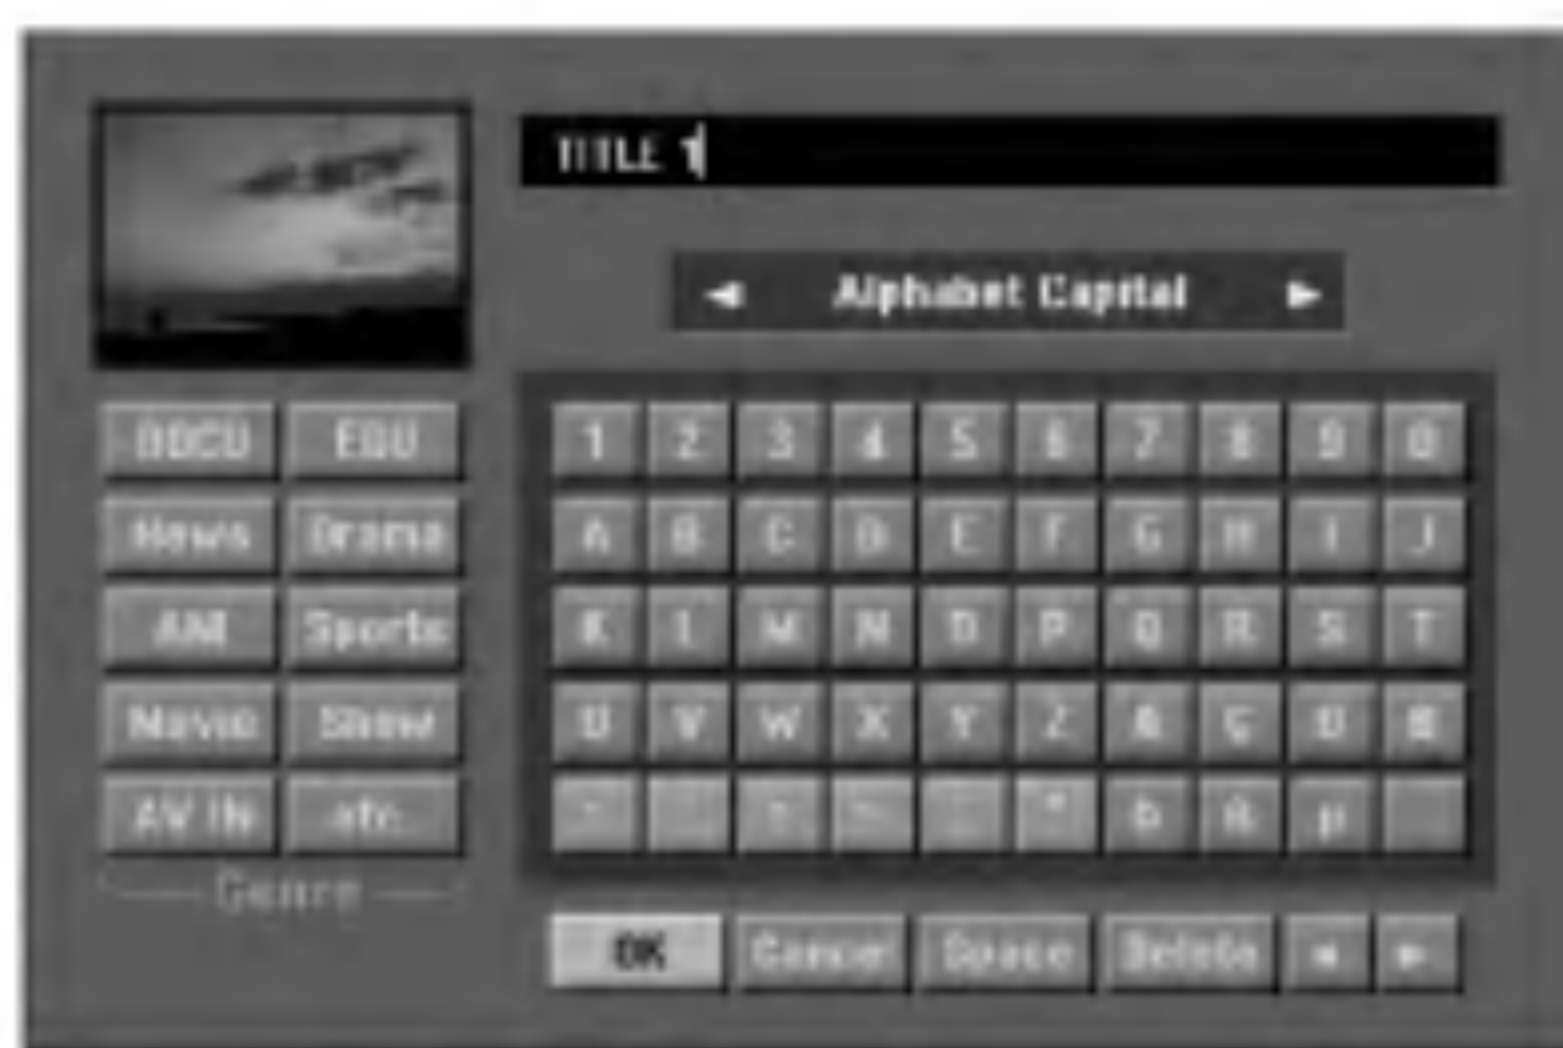 TITLE 1
Alphabet Capital
DOCU EDU
News Drama
ANI Sports
Movie Show
AV IN etc.
Genre
1 2 3 4 5 6 7 8 9 0
A B C D E F G H I J
K L M N O P Q R S T
U V W X Y Z Ç
µ
OK Cancel Space Delete ◄ ►